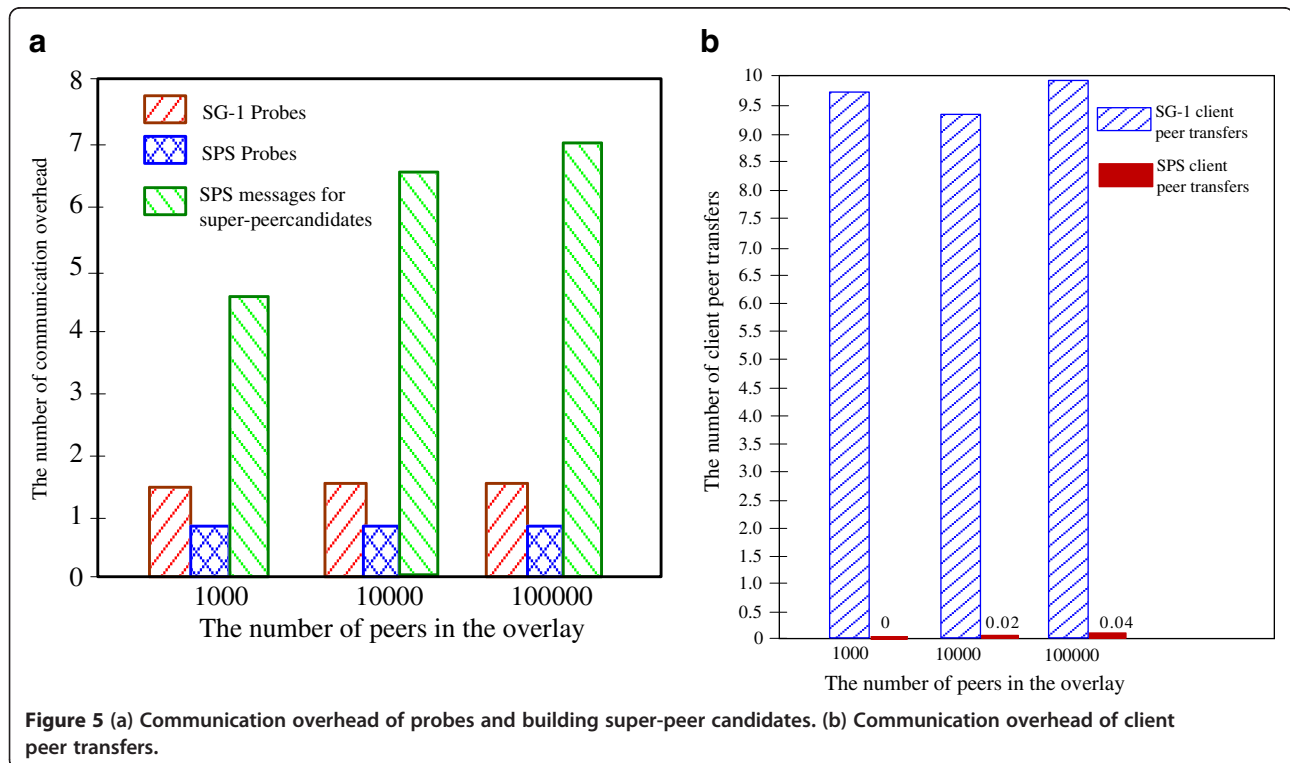 a
8
7
6
5
4
3
2
1
0
The number of communication overhead
SG-1 Probes
SPS Probes
SPS messages for
super-peercandidates
1000
10000
100000
The number of peers in the overlay
b
10
9.5
9.0
8.5
8.0
7.5
7.0
6.5
6.0
5.5
5.0
4.5
4.0
3.5
3.0
2.5
2.0
1.5
1.0
0.5
0
The number of client peer transfers
SG-1 client
peer transfers
SPS client
peer transfers
0
0.02
0.04
1000
10000
100000
The number of peers in the overlay
Figure 5 (a) Communication overhead of probes and building super-peer candidates. (b) Communication overhead of client
peer transfers.